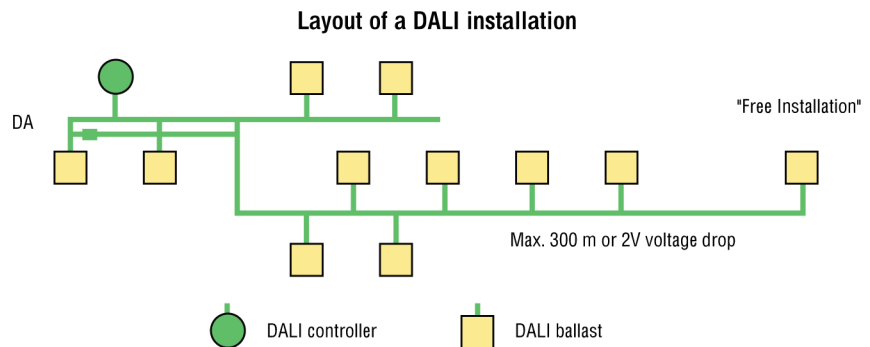 Layout of a DALI installation
DA
"Free Installation"
Max. 300 m or 2V voltage drop
DALI controller
DALI ballast